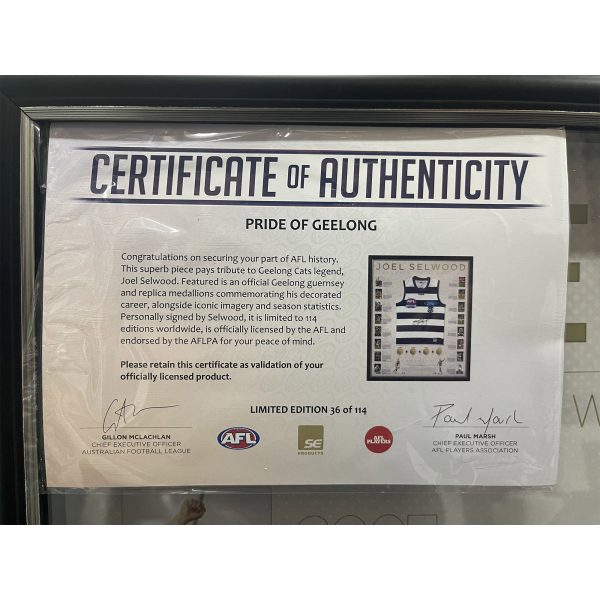 CERTIFICATE OF AUTHENTICITY
PRIDE OF GEELONG
Congratulations on securing your part of AFL history.
This superb piece pays tribute to Geelong Cats legend,
Joel Selwood. Featured is an official Geelong guernsey
and replica medallions commemorating his decorated
career, alongside iconic imagery and season statistics.
Personally signed by Selwood, it is limited to 114
editions worldwide, is officially licensed by the AFL and
endorsed by the AFLPA for your peace of mind.
Please retain this certificate as validation of your
officially licensed product.
JOEL SELWOOD
LIMITED EDITION 36 of 114
GILLON MCLACHLAN
CHIEF EXECUTIVE OFFICER
AUSTRALIAN FOOTBALL LEAGUE
AFL
SE
PRODUCTS
AFL
PLAYERS
Paul Marsh
PAUL MARSH
CHIEF EXECUTIVE OFFICER
AFL PLAYERS ASSOCIATION
W